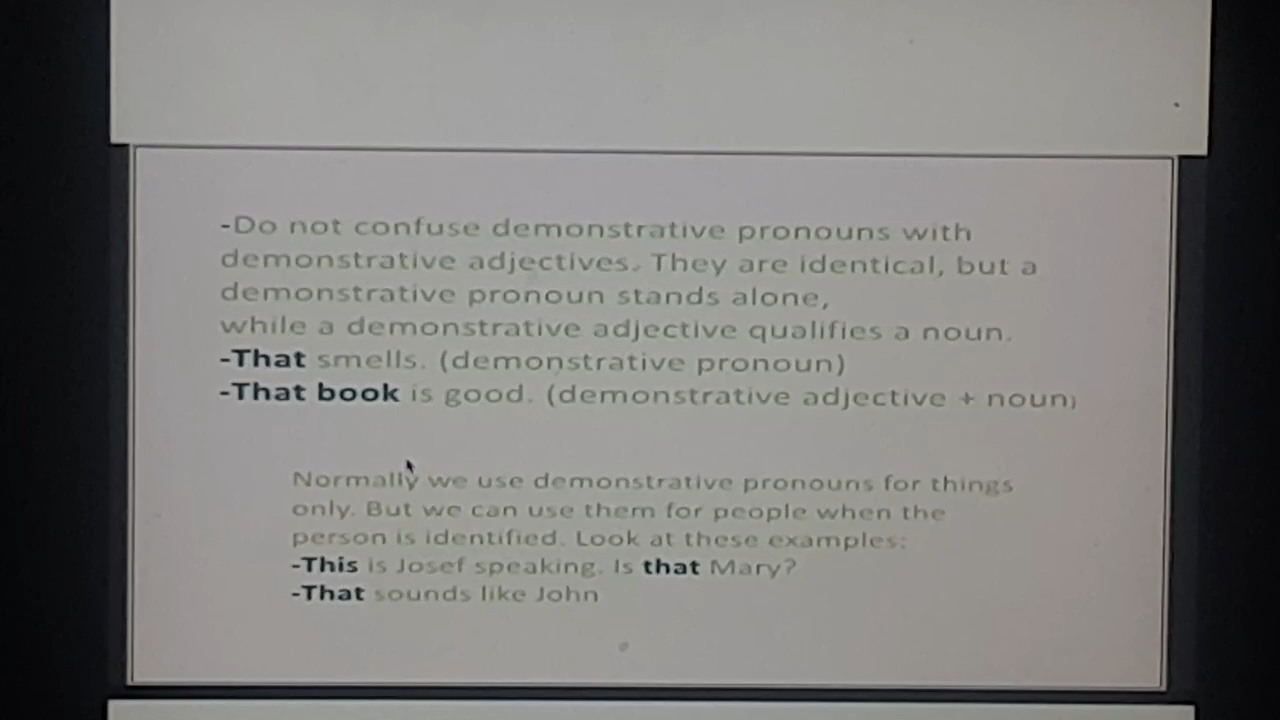 -Do not confuse demonstrative pronouns with
demonstrative adjectives. They are identical, but a
demonstrative pronoun stands alone,
while a demonstrative adjective qualifies a noun.
-That smells. (demonstrative pronoun)
-That book is good. (demonstrative adjective + noun)
Normally we use demonstrative pronouns for things
only. But we can use them for people when the
person is identified. Look at these examples:
-This is Josef speaking. Is that Mary?
-That sounds like John